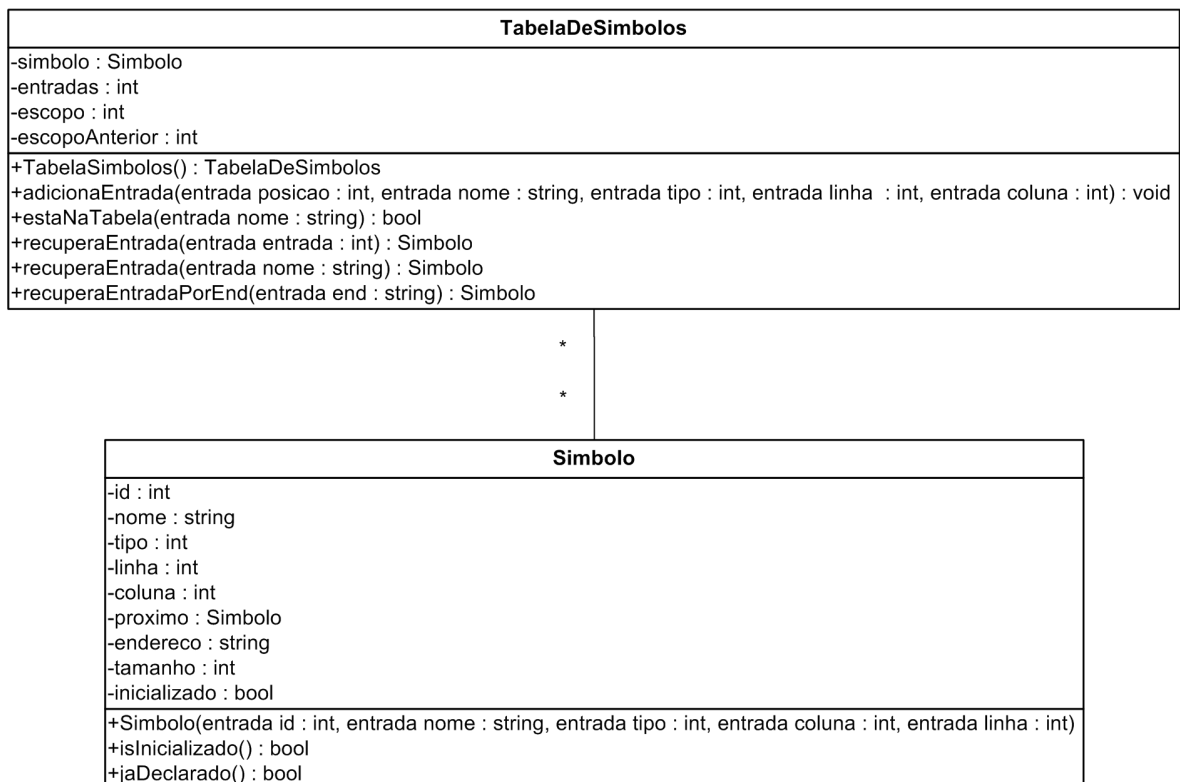 TabelaDeSimbolos
-simbolo : Simbolo
-entradas : int
-escopo : int
-escopoAnterior : int
+TabelaSimbolos() : TabelaDeSimbolos
+adicionaEntrada(entrada posicao : int, entrada nome : string, entrada tipo : int, entrada linha  : int, entrada coluna : int) : void
+estaNaTabela(entrada nome : string) : bool
+recuperaEntrada(entrada entrada : int) : Simbolo
+recuperaEntrada(entrada nome : string) : Simbolo
+recuperaEntradaPorEnd(entrada end : string) : Simbolo
*
*
Simbolo
-id : int
-nome : string
-tipo : int
-linha : int
-coluna : int
-proximo : Simbolo
-endereco : string
-tamanho : int
-inicializado : bool
+Simbolo(entrada id : int, entrada nome : string, entrada tipo : int, entrada coluna : int, entrada linha : int)
+isInicializado() : bool
+jaDeclarado() : bool